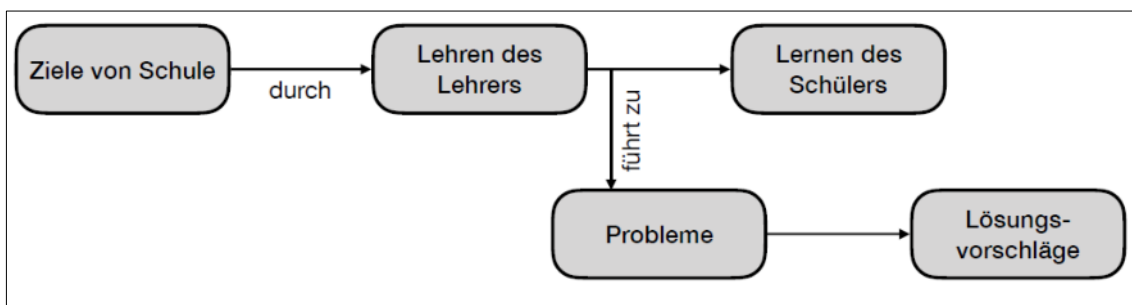 Ziele von Schule
durch
Lehren des
Lehrers
Lernen des
Schülers
führt zu
Probleme
Lösungs-
vorschläge